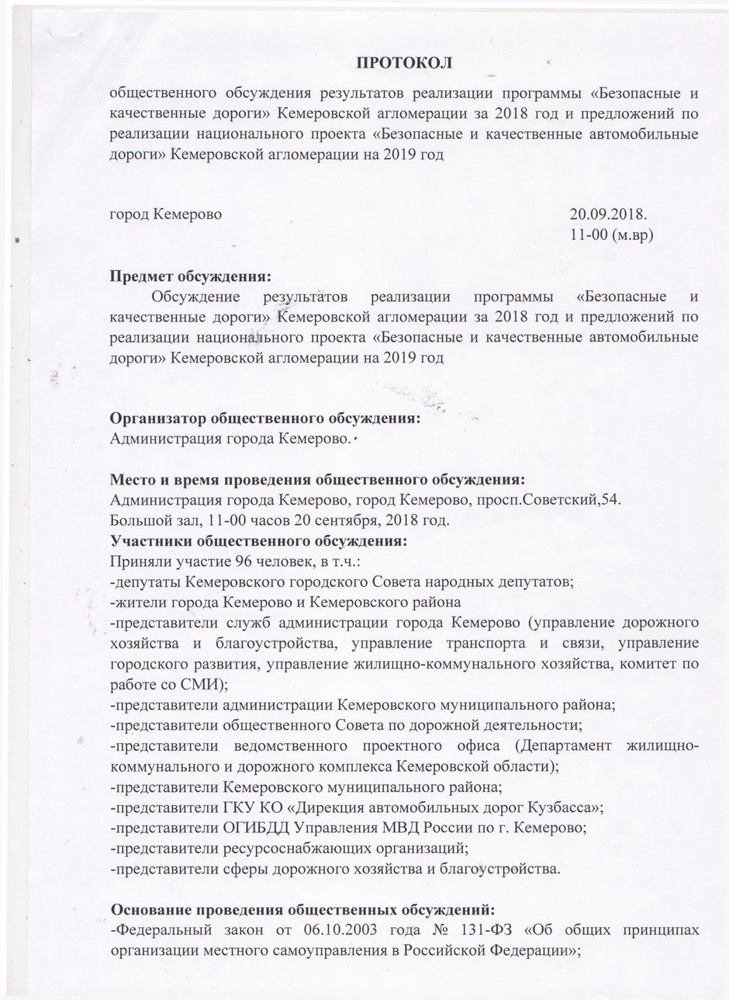 ПРОТОКОЛ
общественного обсуждения результатов реализации программы «Безопасные и
качественные дороги» Кемеровской агломерации за 2018 год и предложений по
реализации национального проекта «Безопасные и качественные автомобильные
дороги» Кемеровской агломерации на 2019 год
город Кемерово 20.09.2018.
11-00 (м.вр)
Предмет обсуждения:
Обсуждение результатов реализации программы «Безопасные и
качественные дороги» Кемеровской агломерации за 2018 год и предложений по
реализации национального проекта «Безопасные и качественные автомобильные
дороги» Кемеровской агломерации на 2019 год
Организатор общественного обсуждения:
Администрация города Кемерово.
Место и время проведения общественного обсуждения:
Администрация города Кемерово, город Кемерово, просп.Советский,54.
Большой зал, 11-00 часов 20 сентября, 2018 год.
Участники общественного обсуждения:
Приняли участие 96 человек, в т.ч.:
-депутаты Кемеровского городского Совета народных депутатов;
-жители города Кемерово и Кемеровского района
-представители служб администрации города Кемерово (управление дорожного
хозяйства и благоустройства, управление транспорта и связи, управление
городского развития, управление жилищно-коммунального хозяйства, комитет по
работе со СМИ);
-представители администрации Кемеровского муниципального района;
-представители общественного Совета по дорожной деятельности;
-представители ведомственного проектного офиса (Департамент жилищно-
коммунального и дорожного комплекса Кемеровской области);
-представители Кемеровского муниципального района;
-представители ГКУ КО «Дирекция автомобильных дорог Кузбасса»;
-представители ОГИБДД Управления МВД России по г. Кемерово;
-представители ресурсоснабжающих организаций;
-представители сферы дорожного хозяйства и благоустройства.
Основание проведения общественных обсуждений:
-Федеральный закон от 06.10.2003 года № 131-ФЗ «Об общих принципах
организации местного самоуправления в Российской Федерации»;